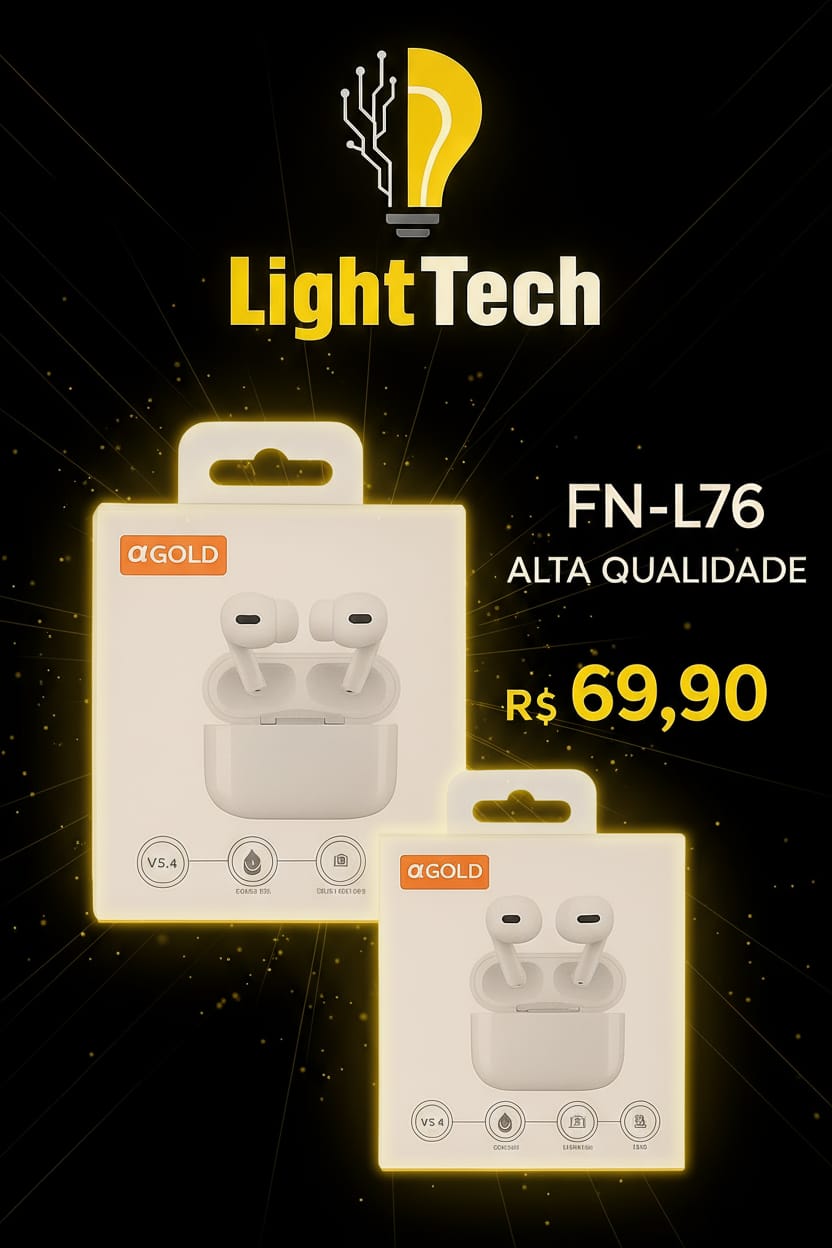 LightTech
FN-L76
ALTA QUALIDADE
R$ 69,90
αGOLD
V5.4
αGOLD
V5 4